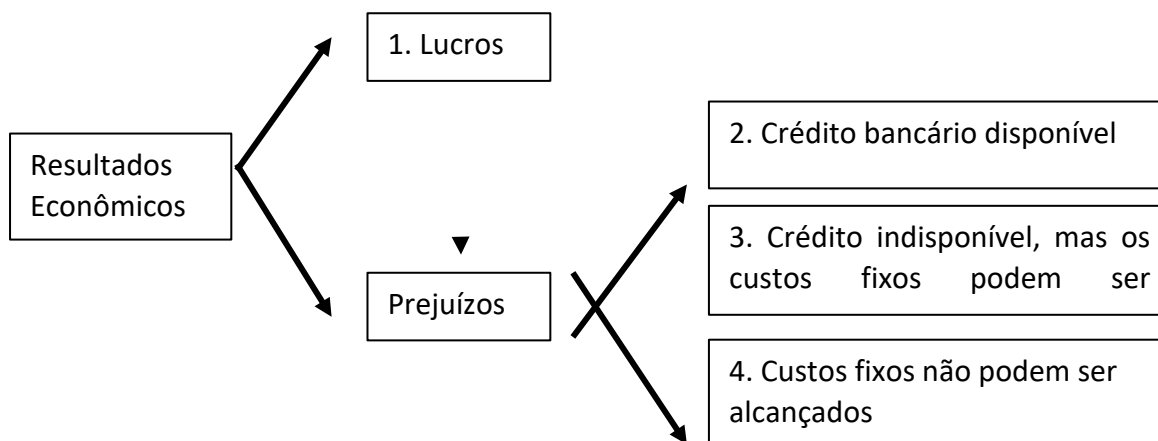 1. Lucros
Resultados
Econômicos
Prejuízos
2. Crédito bancário disponível
3. Crédito indisponível, mas os
custos fixos podem ser
4. Custos fixos não podem ser
alcançados